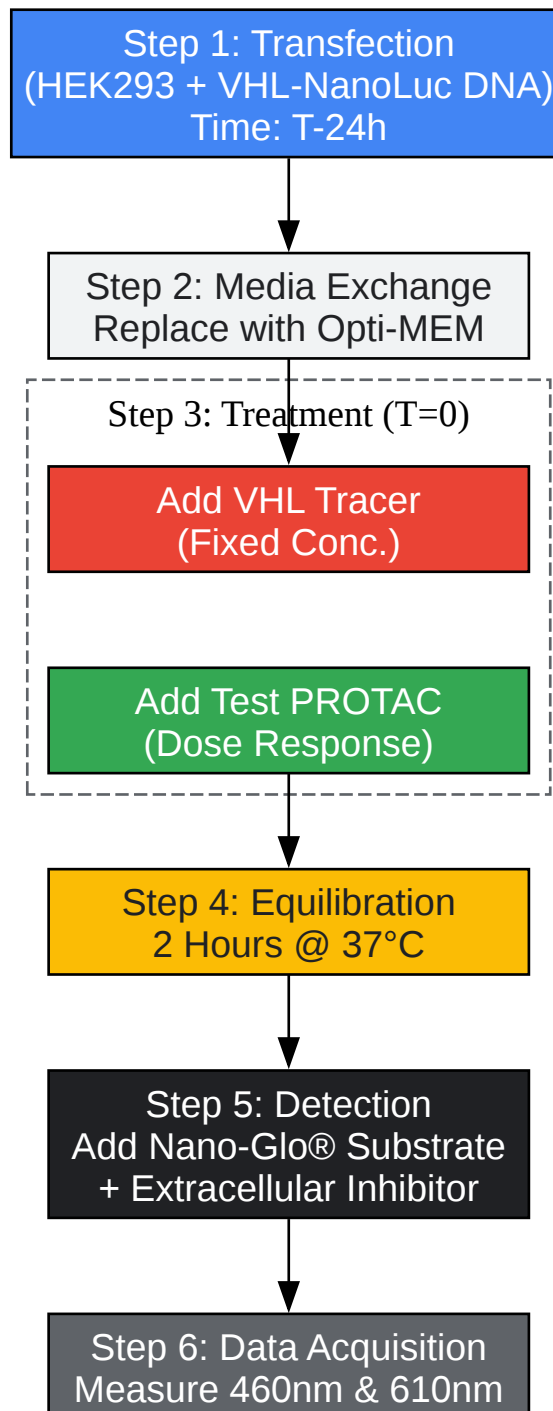 Step 1: Transfection
(HEK293 + VHL-NanoLuc DNA)
Time: T-24h
Step 2: Media Exchange
Replace with Opti-MEM
Step 3: Treatment (T=0)
Add VHL Tracer
(Fixed Conc.)
Add Test PROTAC
(Dose Response)
Step 4: Equilibration
2 Hours @ 37°C
Step 5: Detection
Add Nano-Glo® Substrate
+ Extracellular Inhibitor
Step 6: Data Acquisition
Measure 460nm & 610nm